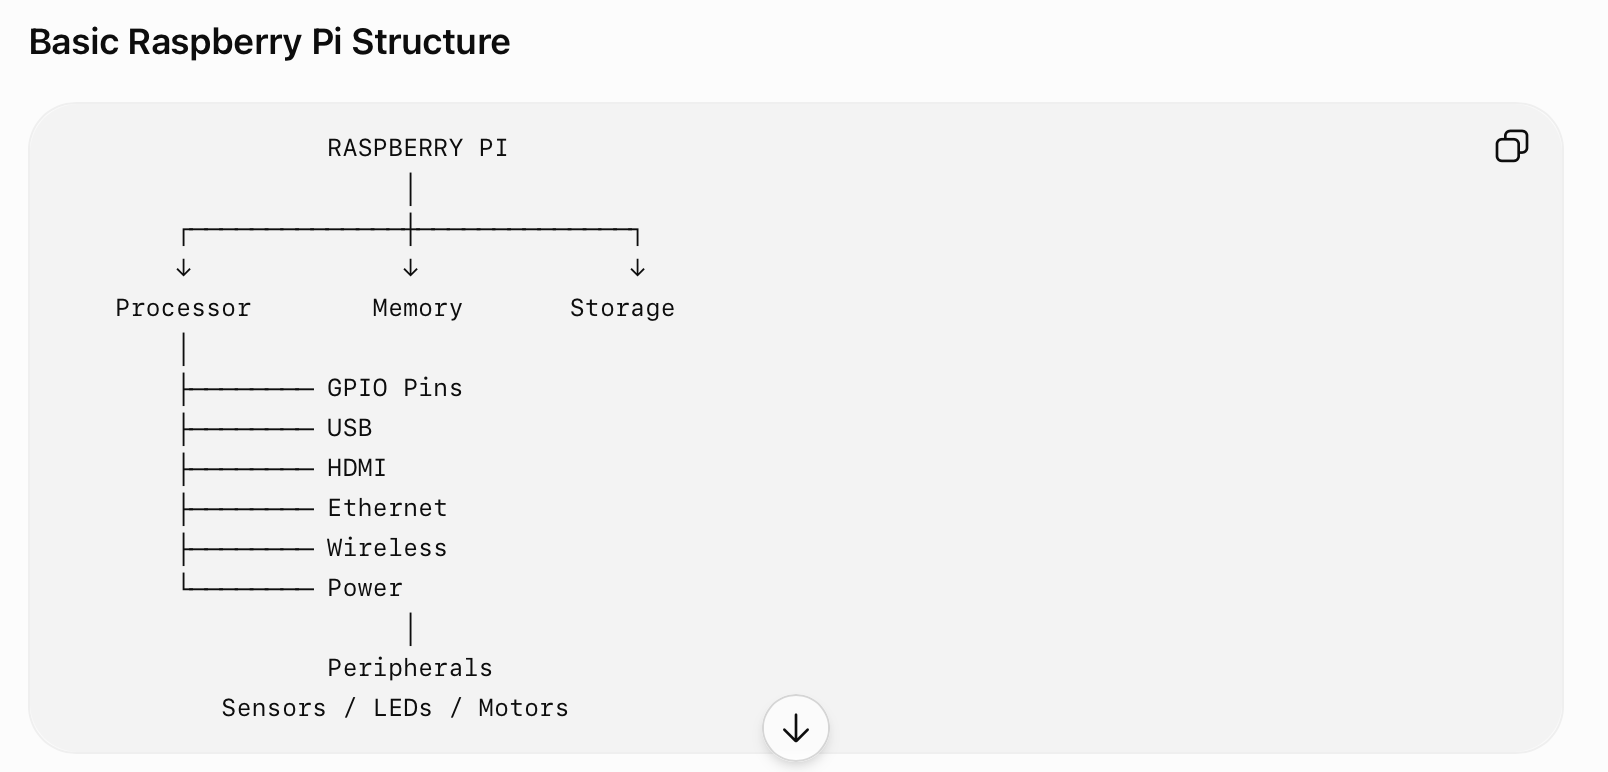 Basic Raspberry Pi Structure
RASPBERRY PI
Processor Memory Storage
GPIO Pins
USB
HDMI
Ethernet
Wireless
Power
Peripherals
Sensors / LEDs / Motors